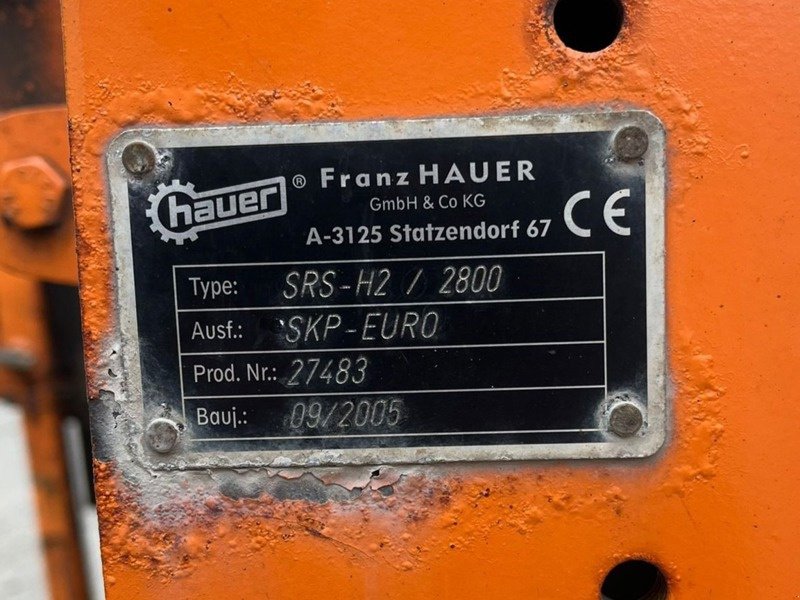 hauer ® Franz HAUER
GmbH & Co KG
A-3125 Statzendorf 67 CE
Type: SRS-H2 / 2800
Ausf.: SKP-EURO
Prod. Nr.: 27483
Bauj.: 09/2005